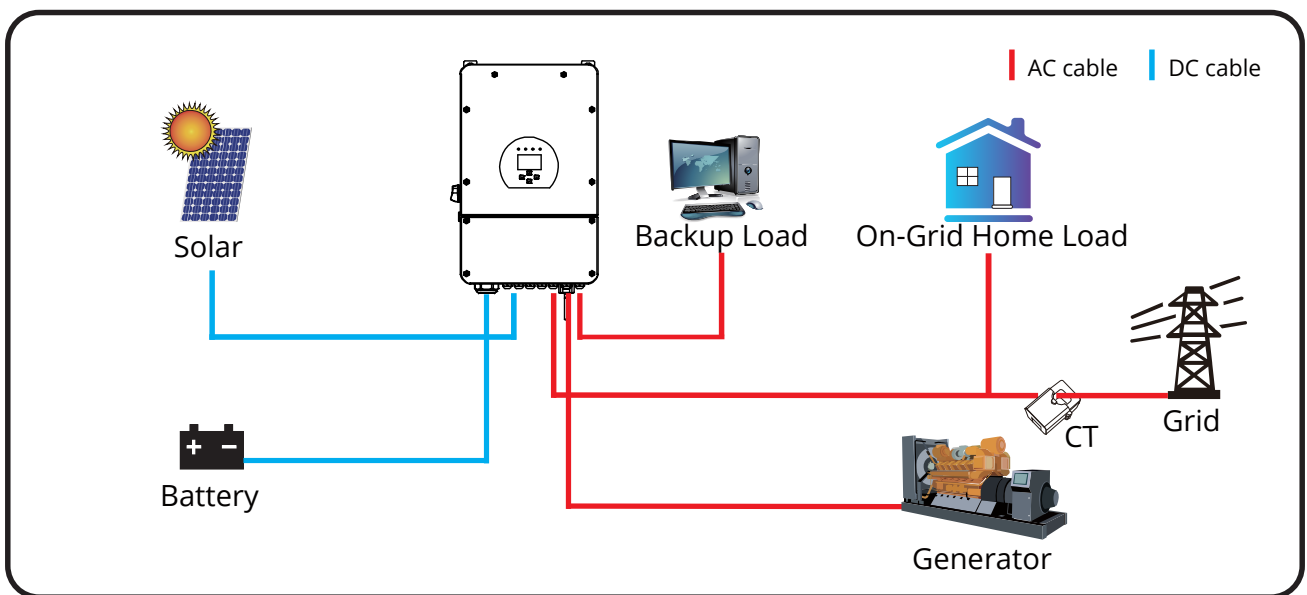 AC cable
DC cable
Solar
Backup Load
On-Grid Home Load
CT
Grid
+ −
Battery
Generator